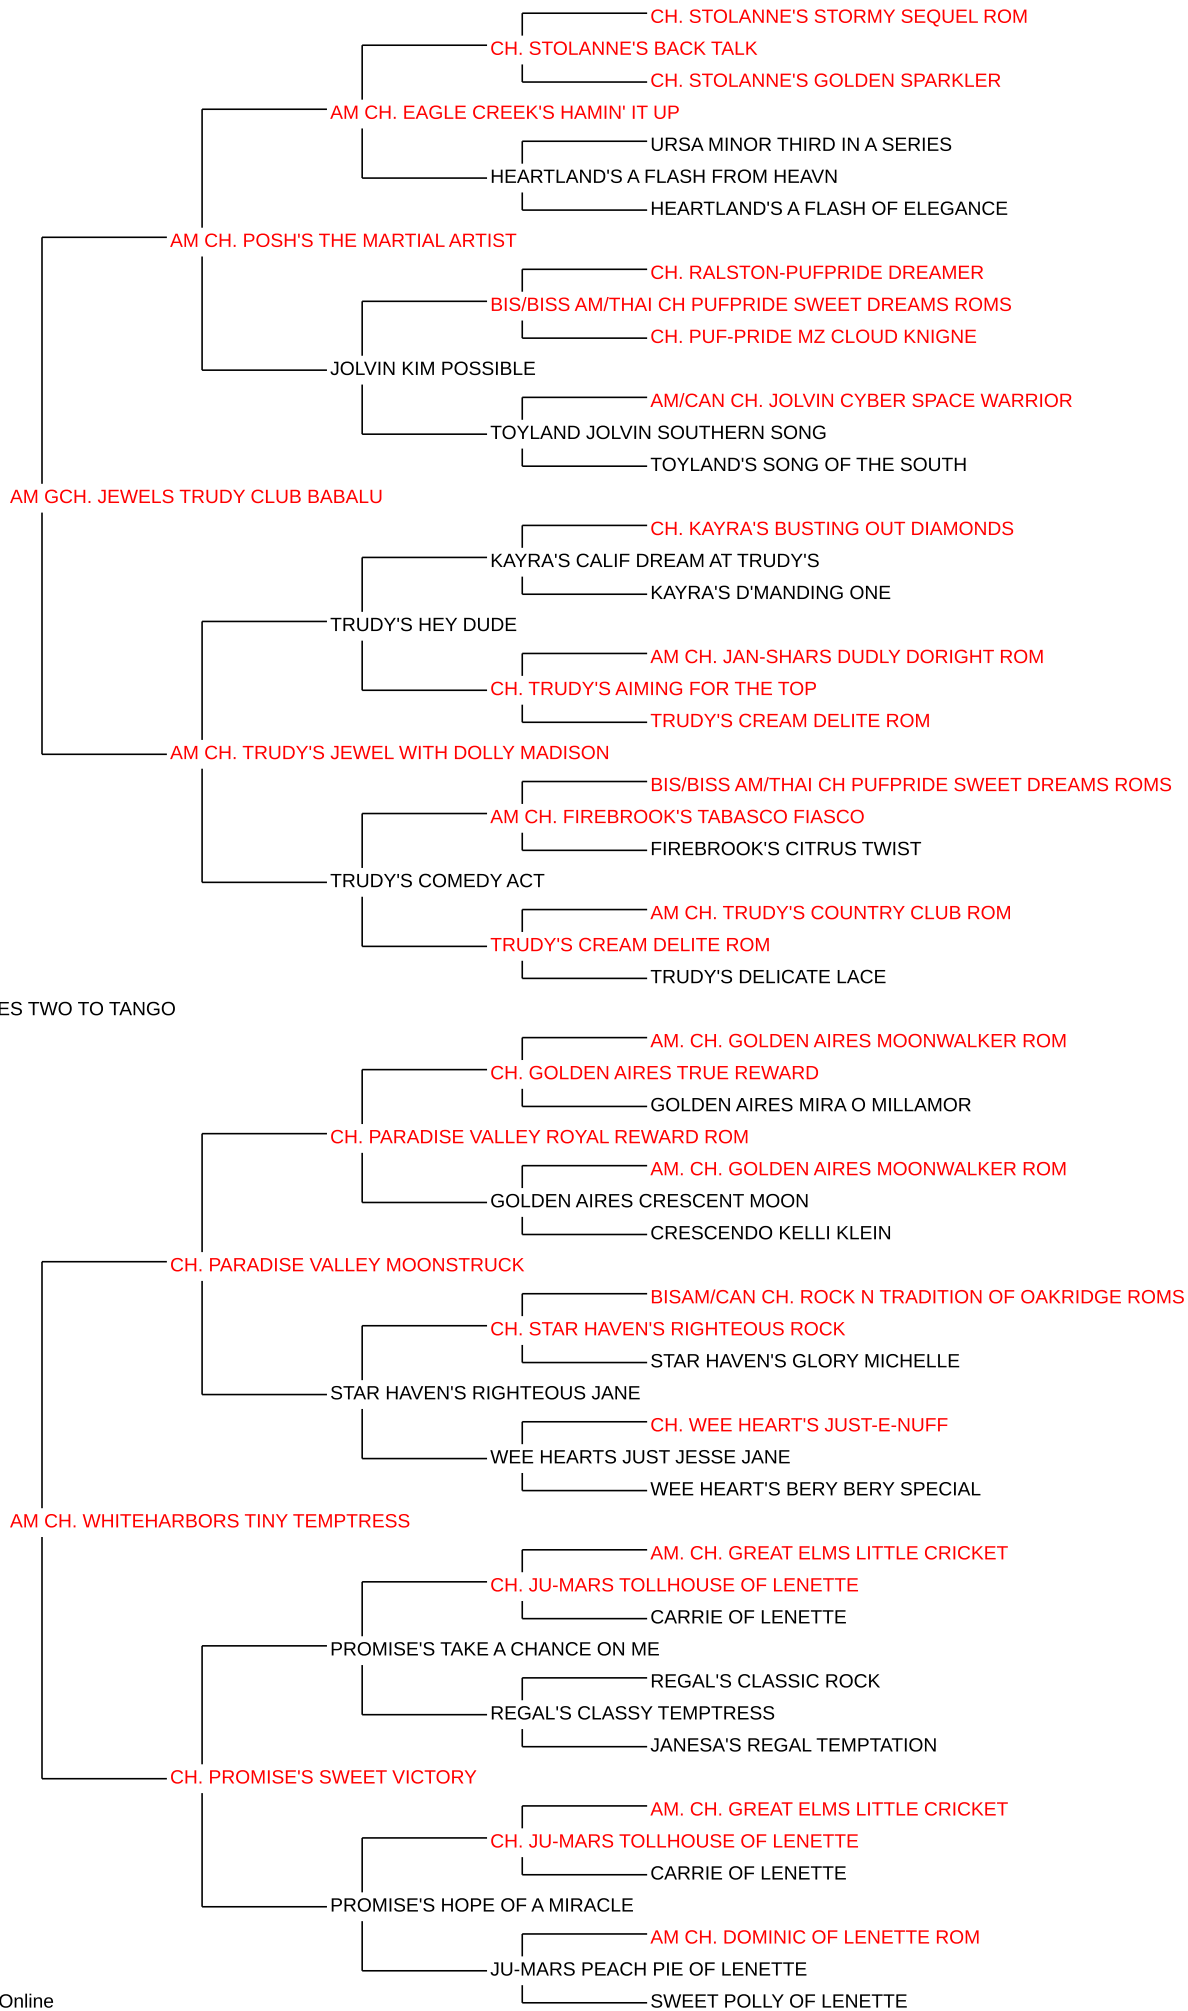 CH. STOLANNE'S STORMY SEQUEL ROM
CH. STOLANNE'S BACK TALK
CH. STOLANNE'S GOLDEN SPARKLER
AM CH. EAGLE CREEK'S HAMIN' IT UP
URSA MINOR THIRD IN A SERIES
HEARTLAND'S A FLASH FROM HEAVN
HEARTLAND'S A FLASH OF ELEGANCE
AM CH. POSH'S THE MARTIAL ARTIST
CH. RALSTON-PUFPRIDE DREAMER
BIS/BISS AM/THAI CH PUFPRIDE SWEET DREAMS ROMS
CH. PUF-PRIDE MZ CLOUD KNIGNE
JOLVIN KIM POSSIBLE
AM/CAN CH. JOLVIN CYBER SPACE WARRIOR
TOYLAND JOLVIN SOUTHERN SONG
TOYLAND'S SONG OF THE SOUTH
AM GCH. JEWELS TRUDY CLUB BABALU
CH. KAYRA'S BUSTING OUT DIAMONDS
KAYRA'S CALIF DREAM AT TRUDY'S
KAYRA'S D'MANDING ONE
TRUDY'S HEY DUDE
AM CH. JAN-SHARS DUDLY DORIGHT ROM
CH. TRUDY'S AIMING FOR THE TOP
TRUDY'S CREAM DELITE ROM
AM CH. TRUDY'S JEWEL WITH DOLLY MADISON
BIS/BISS AM/THAI CH PUFPRIDE SWEET DREAMS ROMS
AM CH. FIREBROOK'S TABASCO FIASCO
FIREBROOK'S CITRUS TWIST
TRUDY'S COMEDY ACT
AM CH. TRUDY'S COUNTRY CLUB ROM
TRUDY'S CREAM DELITE ROM
TRUDY'S DELICATE LACE
ES TWO TO TANGO
AM. CH. GOLDEN AIRES MOONWALKER ROM
CH. GOLDEN AIRES TRUE REWARD
GOLDEN AIRES MIRA O MILLAMOR
CH. PARADISE VALLEY ROYAL REWARD ROM
AM. CH. GOLDEN AIRES MOONWALKER ROM
GOLDEN AIRES CRESCENT MOON
CRESCENDO KELLI KLEIN
CH. PARADISE VALLEY MOONSTRUCK
BISAM/CAN CH. ROCK N TRADITION OF OAKRIDGE ROMS
CH. STAR HAVEN'S RIGHTEOUS ROCK
STAR HAVEN'S GLORY MICHELLE
STAR HAVEN'S RIGHTEOUS JANE
CH. WEE HEART'S JUST-E-NUFF
WEE HEARTS JUST JESSE JANE
WEE HEART'S BERY BERY SPECIAL
AM CH. WHITEHARBORS TINY TEMPTRESS
AM. CH. GREAT ELMS LITTLE CRICKET
CH. JU-MARS TOLLHOUSE OF LENETTE
CARRIE OF LENETTE
PROMISE'S TAKE A CHANCE ON ME
REGAL'S CLASSIC ROCK
REGAL'S CLASSY TEMPTRESS
JANESA'S REGAL TEMPTATION
CH. PROMISE'S SWEET VICTORY
AM. CH. GREAT ELMS LITTLE CRICKET
CH. JU-MARS TOLLHOUSE OF LENETTE
CARRIE OF LENETTE
PROMISE'S HOPE OF A MIRACLE
AM CH. DOMINIC OF LENETTE ROM
JU-MARS PEACH PIE OF LENETTE
SWEET POLLY OF LENETTE
Online